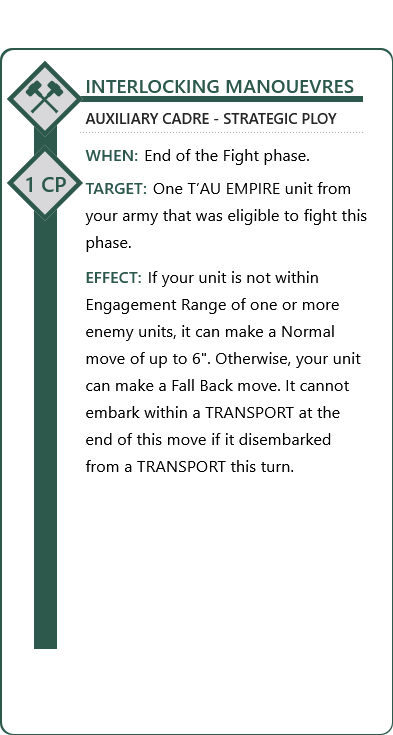 INTERLOCKING MANOUEVRES
AUXILIARY CADRE - STRATEGIC PLOY
WHEN: End of the Fight phase.
1 CP
TARGET: One T'AU EMPIRE unit from
your army that was eligible to fight this
phase.
EFFECT: If your unit is not within
Engagement Range of one or more
enemy units, it can make a Normal
move of up to 6". Otherwise, your unit
can make a Fall Back move. It cannot
embark within a TRANSPORT at the
end of this move if it disembarked
from a TRANSPORT this turn.